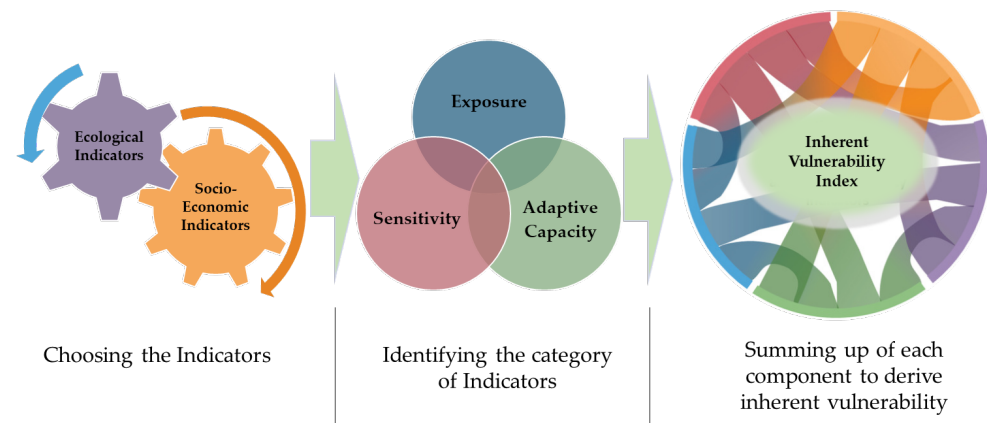 Ecological
Indicators
Socio-
Economic
Indicators
Exposure
Sensitivity
Adaptive
Capacity
Inherent
Vulnerability
Index
Choosing the Indicators
Identifying the category
of Indicators
Summing up of each
component to derive
inherent vulnerability